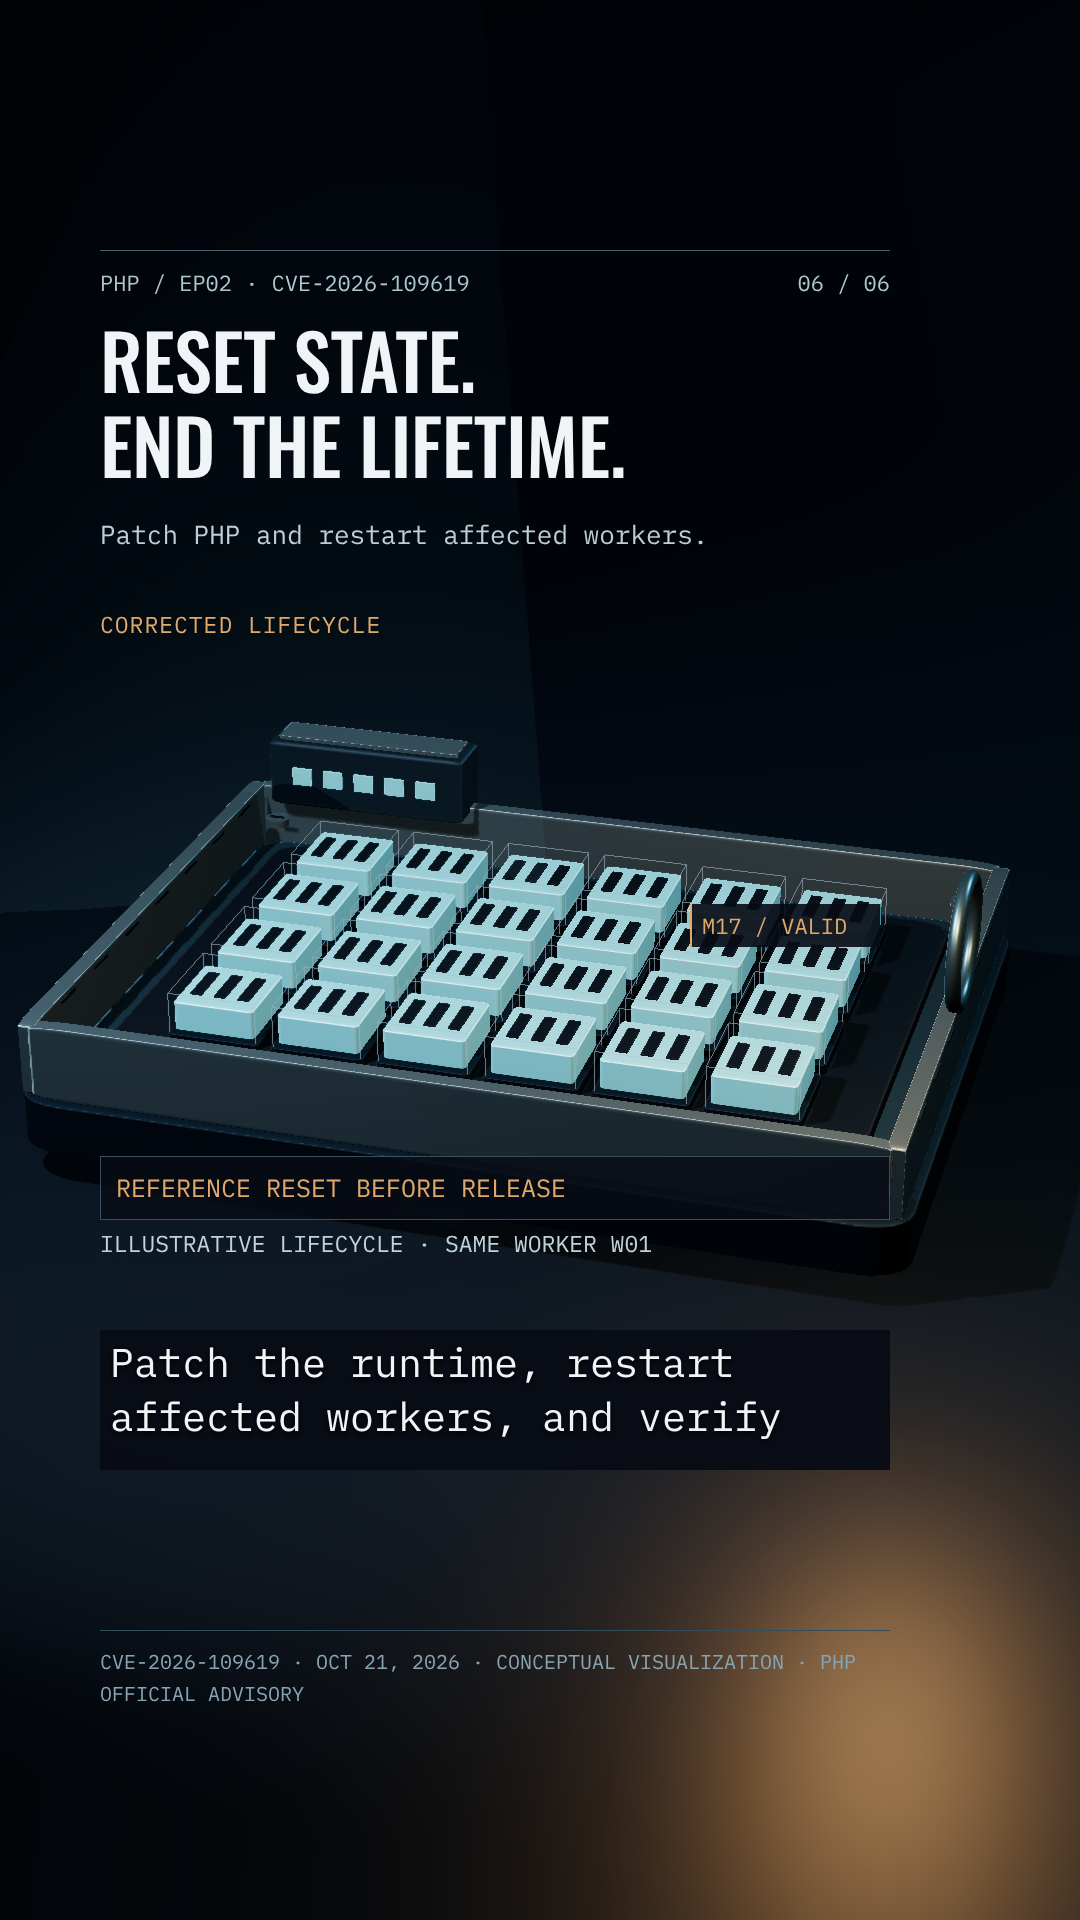 PHP / EP02 · CVE-2026-109619
06 / 06
RESET STATE.
END THE LIFETIME.
Patch PHP and restart affected workers.
CORRECTED LIFECYCLE
M17 / VALID
REFERENCE RESET BEFORE RELEASE
ILLUSTRATIVE LIFECYCLE · SAME WORKER W01
Patch the runtime, restart
affected workers, and verify
CVE-2026-109619 · OCT 21, 2026 · CONCEPTUAL VISUALIZATION · PHP
OFFICIAL ADVISORY